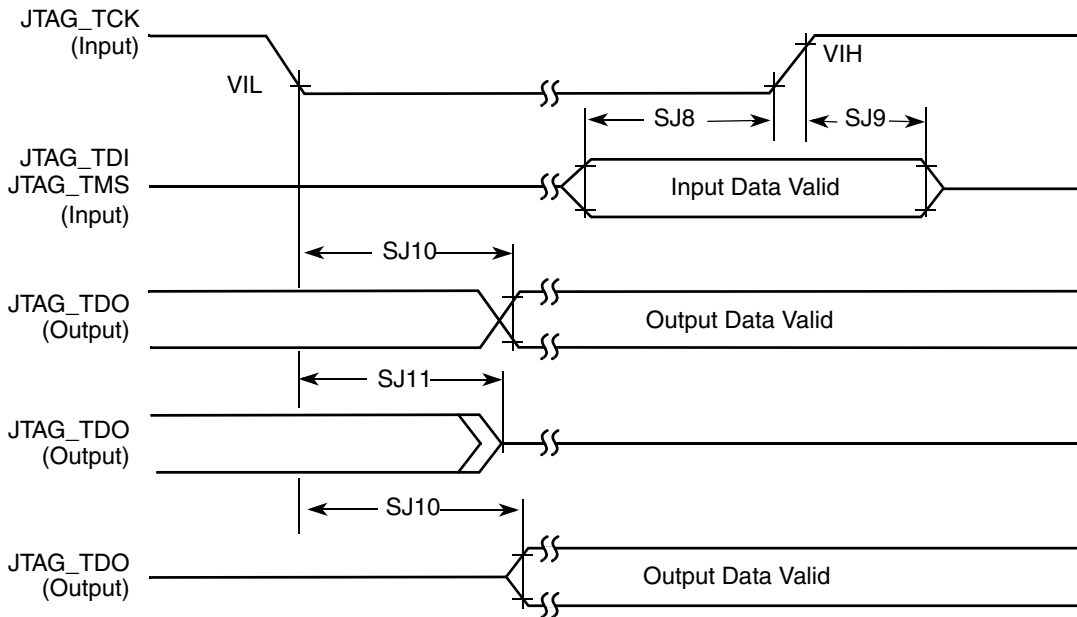 JTAG_TCK
(Input)
VIL
VIH
SJ8
SJ9
JTAG_TDI
JTAG_TMS
(Input)
Input Data Valid
SJ10
JTAG_TDO
(Output)
Output Data Valid
SJ11
JTAG_TDO
(Output)
SJ10
JTAG_TDO
(Output)
Output Data Valid